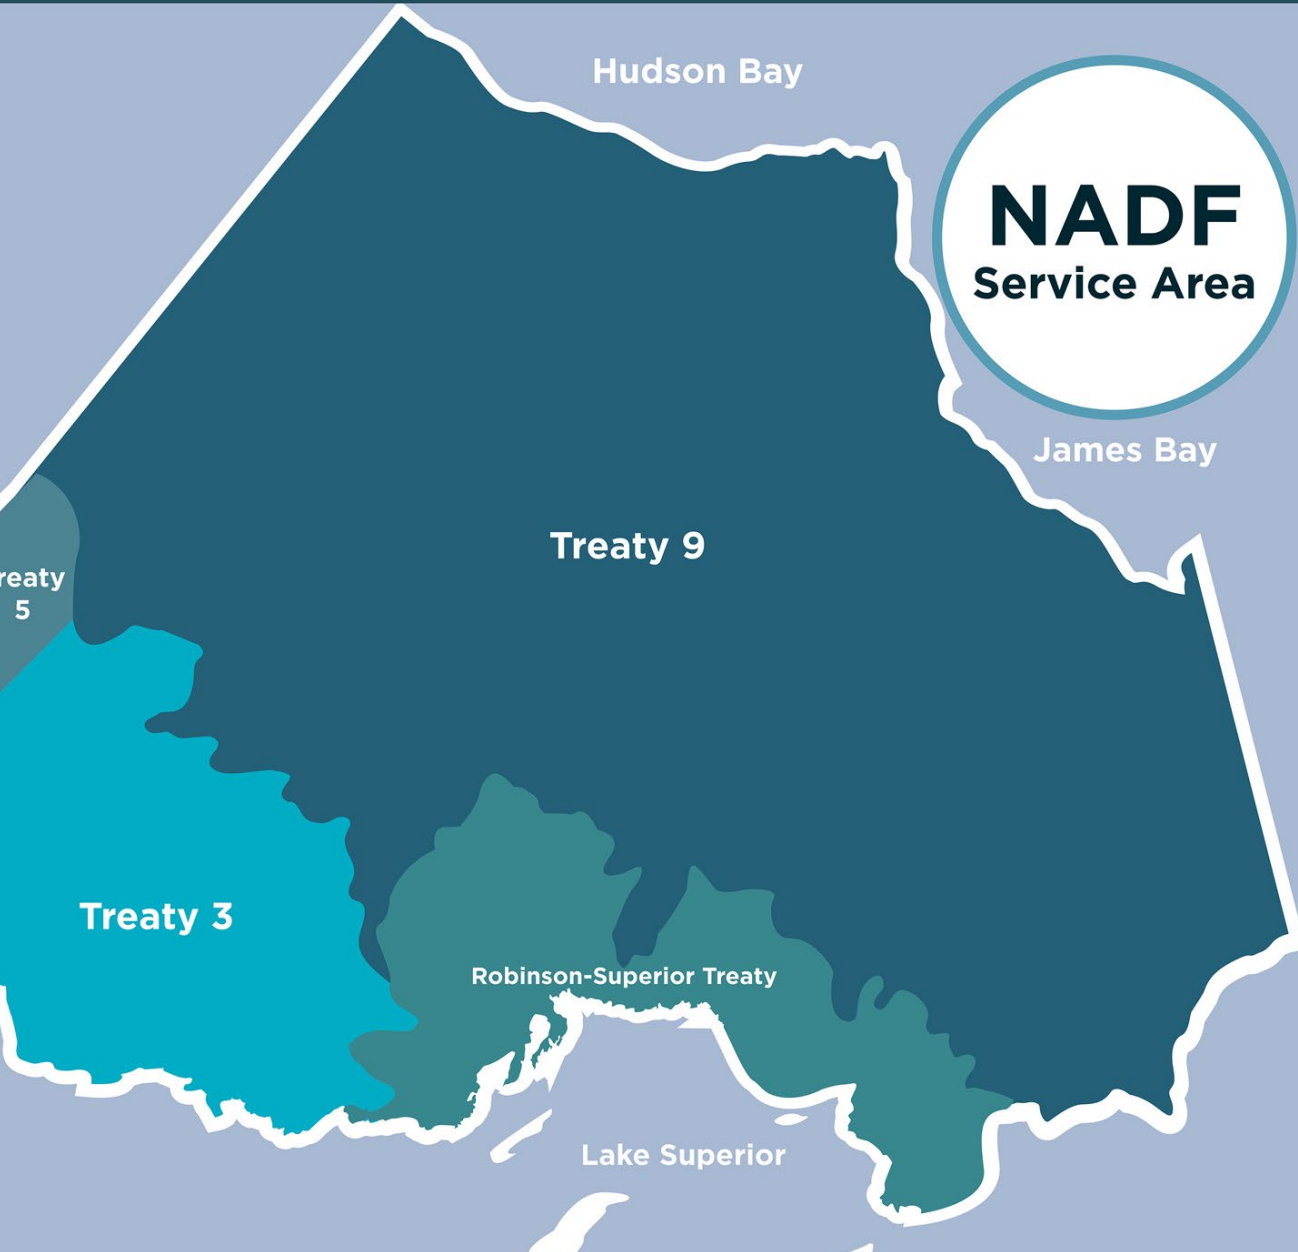 Hudson Bay
NADF
Service Area
James Bay
Treaty 9
reaty
5
Treaty 3
Robinson-Superior Treaty
Lake Superior